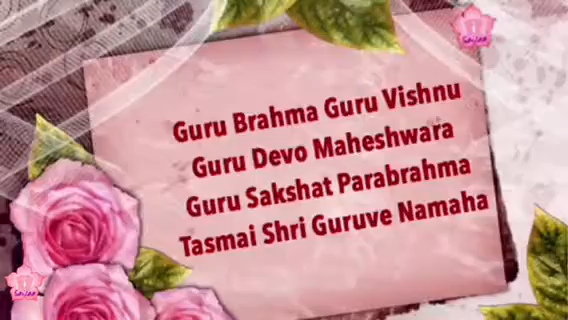 Guru Brahma Guru Vishnu
Guru Devo Maheshwara
Guru Sakshat Parabrahma
Tasmai Shri Guruve Namaha